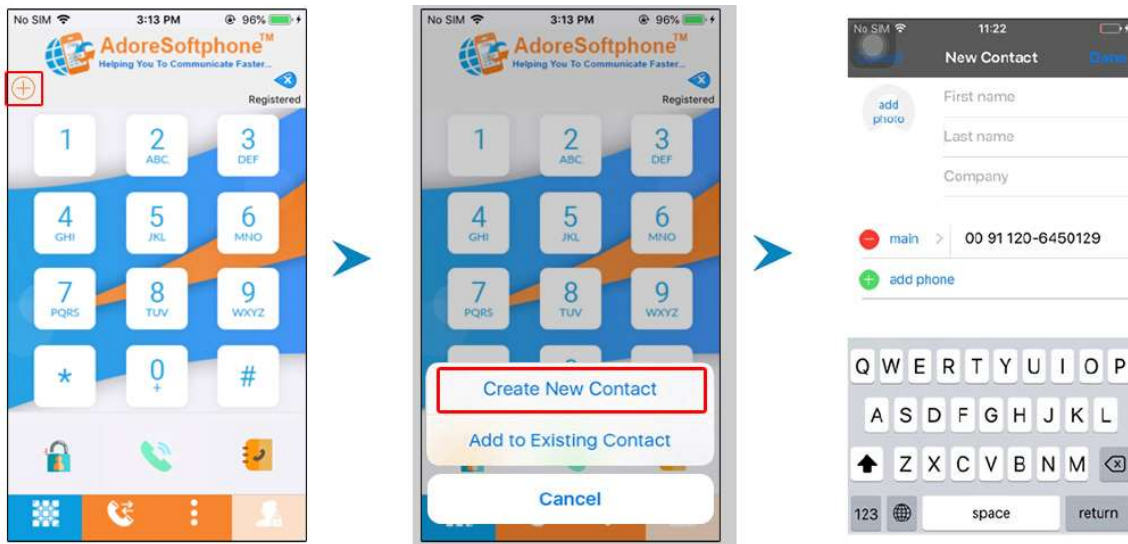 No SIM 3:13 PM 96%
AdoreSoftphone™
Helping You To Communicate Faster...
Registered
1 2 3
ABC DEF
4 5 6
GHI JKL MNO
7 8 9
PQRS TUV WXYZ
* 0 #
+
No SIM 3:13 PM 96%
AdoreSoftphone™
Helping You To Communicate Faster...
Registered
1 2 3
ABC DEF
4 5 6
GHI JKL MNO
7 8 9
PQRS TUV WXYZ
Create New Contact
Add to Existing Contact
Cancel
No SIM 11:22
New Contact Done
add
photo
First name
Last name
Company
main > 00 91 120-6450129
add phone
Q W E R T Y U I O P
A S D F G H J K L
Z X C V B N M
123 space return